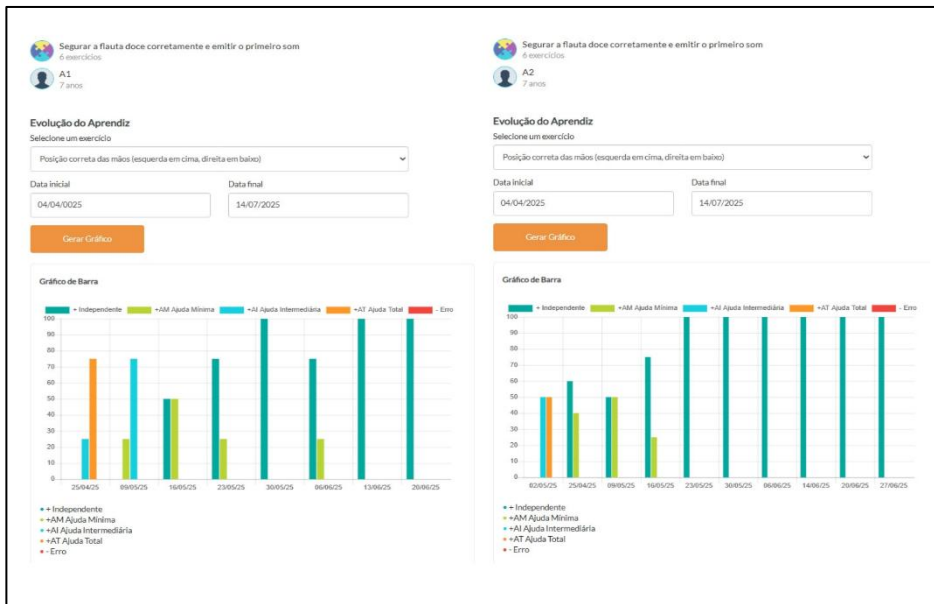 Segurar a flauta doce corretamente e emitir o primeiro som
6 exercícios
A1
7 anos
Evolução do Aprendiz
Selecione um exercício
Posição correta das mãos (esquerda em cima, direita em baixo)
Data inicial
Data final
04/04/0025
14/07/2025
Gerar Gráfico
Gráfico de Barra
+ Independente +AM Ajuda Mínima +AI Ajuda Intermediária +AT Ajuda Total - Erro
100
90
80
70
60
50
40
30
20
10
0
25/04/25 09/05/25 16/05/25 23/05/25 30/05/25 06/06/25 13/06/25 20/06/25
+ Independente
+AM Ajuda Mínima
+AI Ajuda Intermediária
+AT Ajuda Total
- Erro
Segurar a flauta doce corretamente e emitir o primeiro som
6 exercícios
A2
7 anos
Evolução do Aprendiz
Selecione um exercício
Posição correta das mãos (esquerda em cima, direita em baixo)
Data inicial
Data final
04/04/2025
14/07/2025
Gerar Gráfico
Gráfico de Barra
+ Independente +AM Ajuda Mínima +AI Ajuda Intermediária +AT Ajuda Total - Erro
100
90
80
70
60
50
40
30
20
10
0
02/05/25 25/04/25 09/05/25 16/05/25 23/05/25 30/05/25 06/06/25 14/06/25 20/06/25 27/06/25
+ Independente
+AM Ajuda Mínima
+AI Ajuda Intermediária
+AT Ajuda Total
- Erro